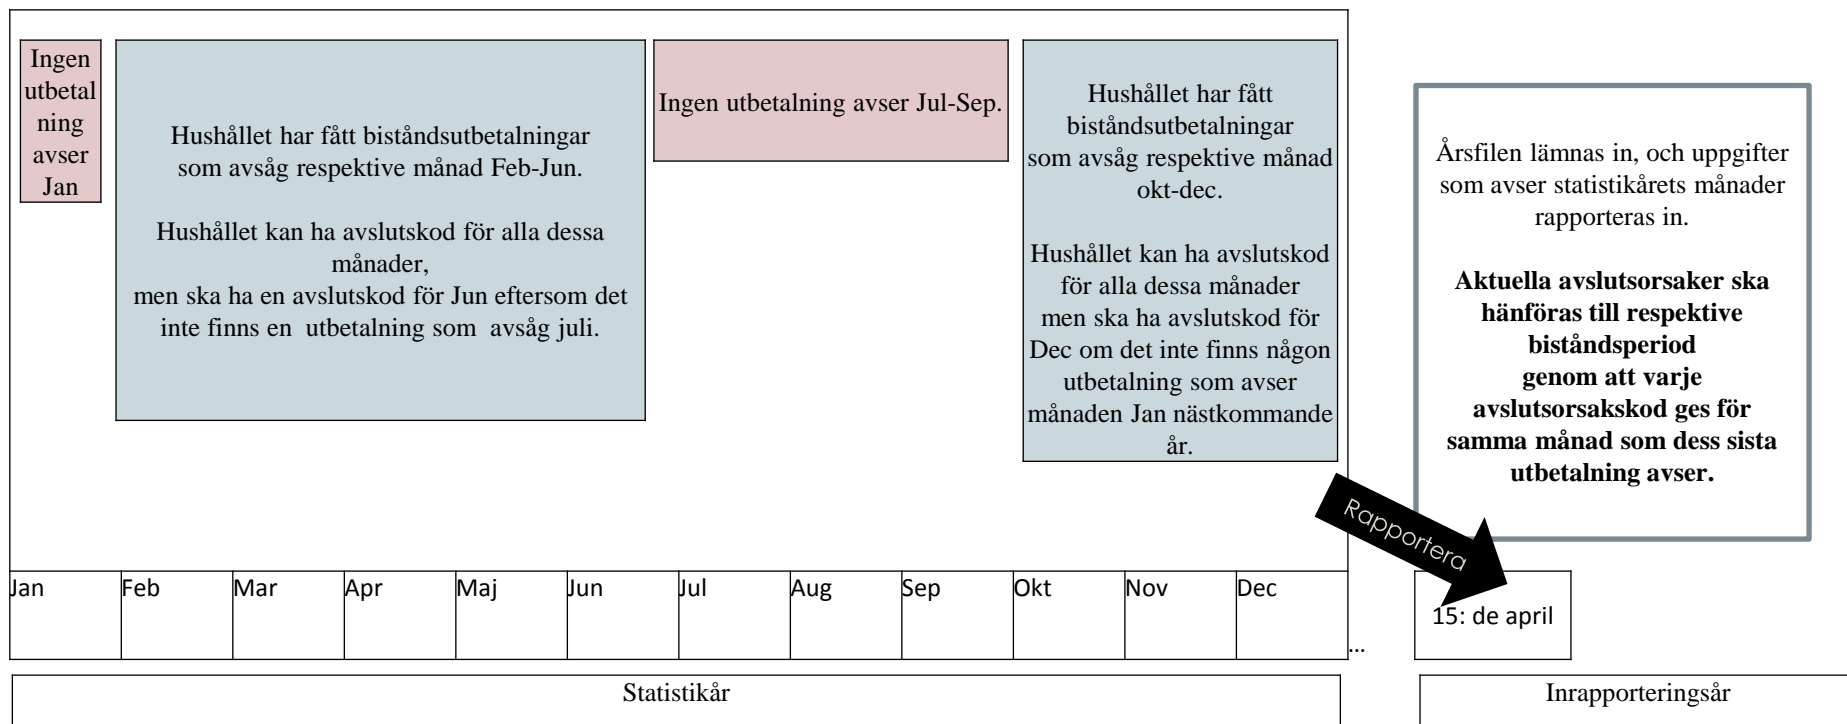 Ingen
utbetal
ning
avser
Jan
Hushållet har fått biståndsutbetalningar
som avsåg respektive månad Feb-Jun.
Hushållet kan ha avslutskod för alla dessa
månader,
men ska ha en avslutskod för Jun eftersom det
inte finns en utbetalning som avsåg juli.
Ingen utbetalning avser Jul-Sep.
Hushållet har fått
biståndsutbetalningar
som avsåg respektive månad
okt-dec.
Hushållet kan ha avslutskod
för alla dessa månader
men ska ha avslutskod för
Dec om det inte finns någon
utbetalning som avser
månaden Jan nästkommande
år.
Årsfilen lämnas in, och uppgifter
som avser statistikårets månader
rapporteras in.
Aktuella avslutsorsaker ska
hänföras till respektive
biståndsperiod
genom att varje
avslutsorsakskod ges för
samma månad som dess sista
utbetalning avser.
Rapportera
Jan Feb Mar Apr Maj Jun Jul Aug Sep Okt Nov Dec
...
15: de april
Statistikår
Inrapporteringsår